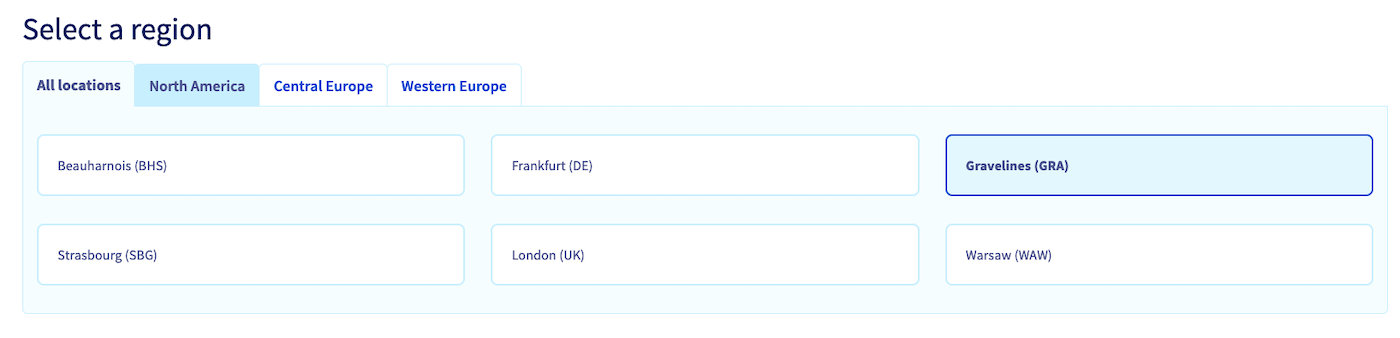 Select a region
All locations North America Central Europe Western Europe
Beauharnois (BHS) Frankfurt (DE) Gravelines (GRA)
Strasbourg (SBG) London (UK) Warsaw (WAW)